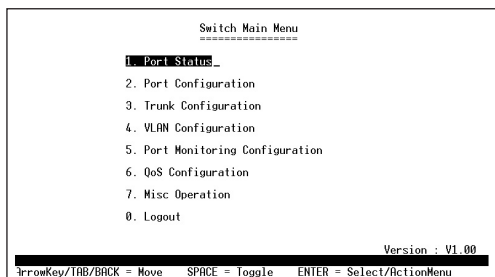 Switch Main Menu
================
1. Port Status_
2. Port Configuration
3. Trunk Configuration
4. VLAN Configuration
5. Port Monitoring Configuration
6. QoS Configuration
7. Misc Operation
0. Logout
Version : V1.00
ArrowKey/TAB/BACK = Move   SPACE = Toggle   ENTER = Select/ActionMenu